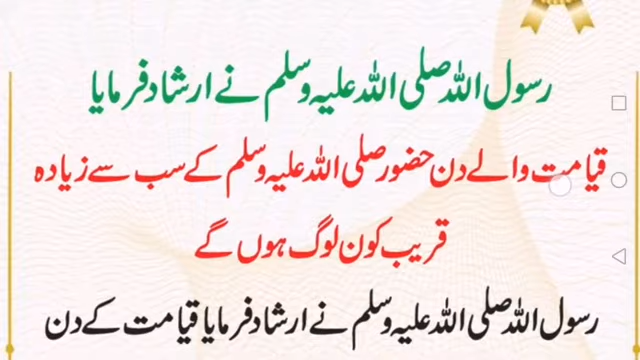 رسول اللہ صلی اللہ علیہ وسلم نے ارشاد فرمایا
قیامت والے دن حضور صلی اللہ علیہ وسلم کے سب سے زیادہ
قریب کون لوگ ہوں گے
رسول اللہ صلی اللہ علیہ وسلم نے ارشاد فرمایا قیامت کے دن